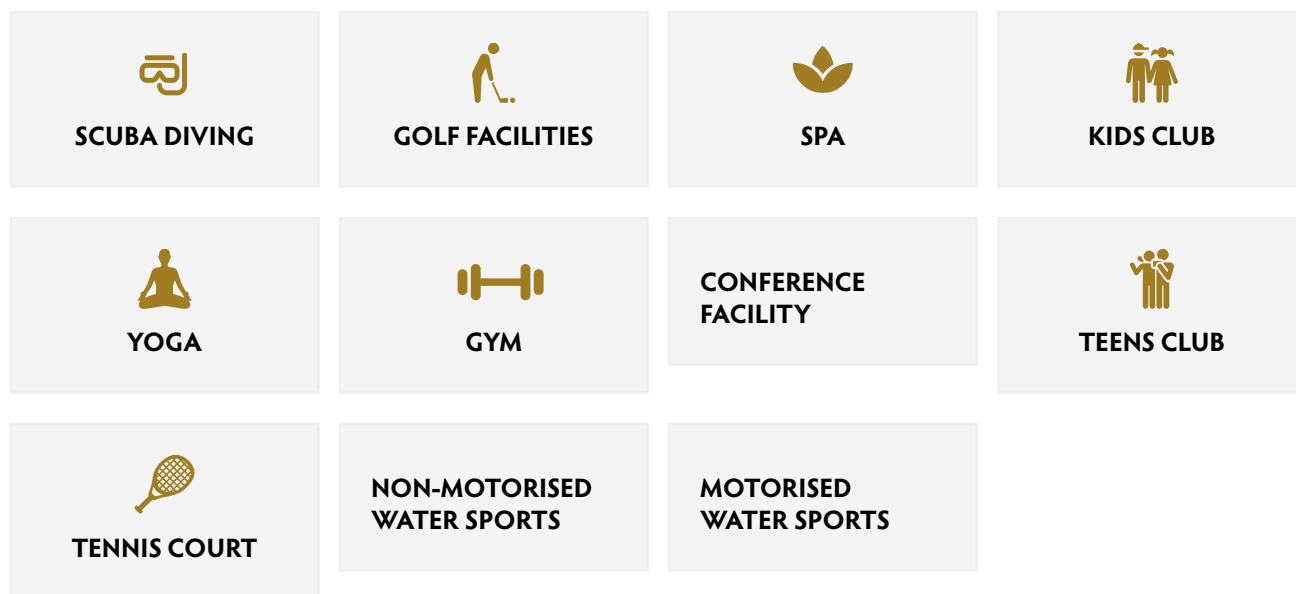 SCUBA DIVING
GOLF FACILITIES
SPA
KIDS CLUB
YOGA
GYM
CONFERENCE
FACILITY
TEENS CLUB
TENNIS COURT
NON-MOTORISED
WATER SPORTS
MOTORISED
WATER SPORTS